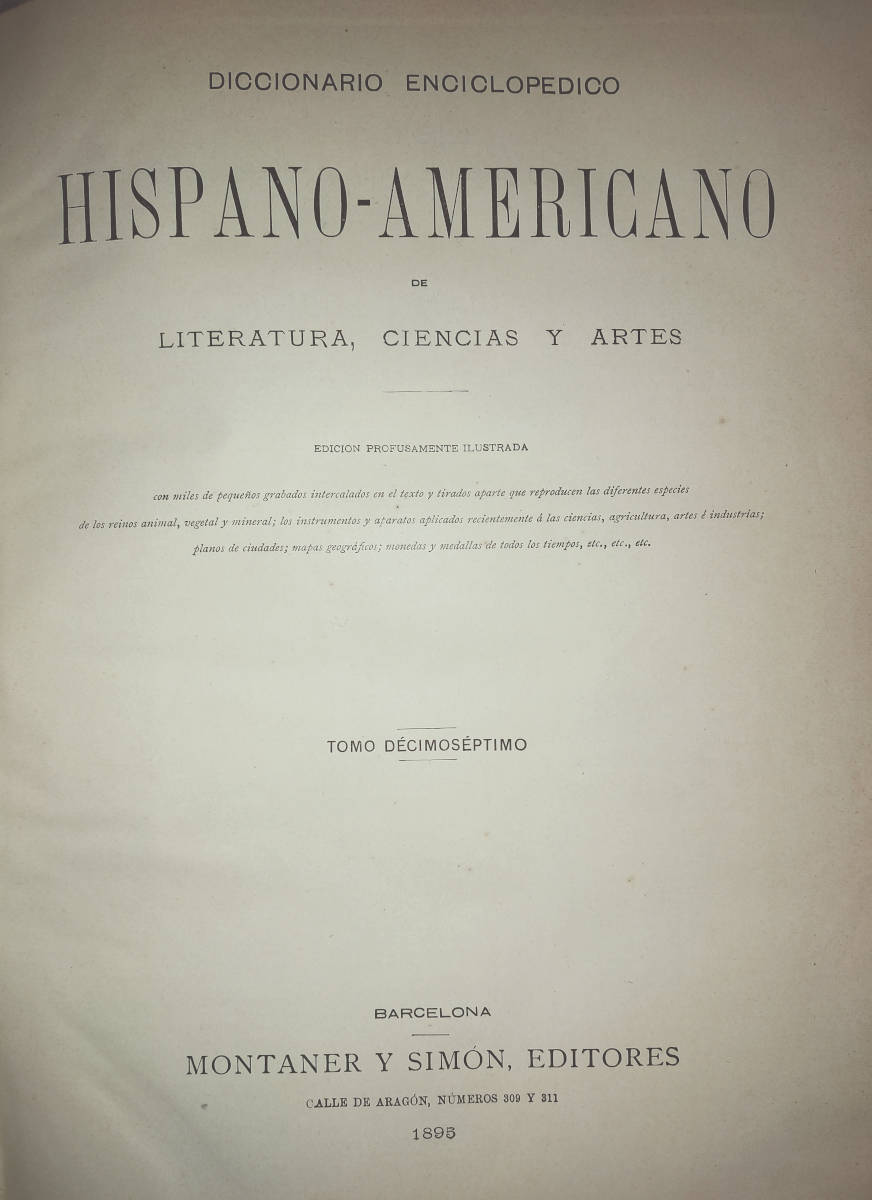 DICCIONARIO ENCICLOPEDICO
HISPANO-AMERICANO
DE
LITERATURA, CIENCIAS Y ARTES
EDICION PROFUSAMENTE ILUSTRADA
con miles de pequeños grabados intercalados en el texto y tirados aparte que reproducen las diferentes especies
de los reinos animal, vegetal y mineral; los instrumentos y aparatos aplicados recientemente á las ciencias, agricultura, artes é industrias;
planos de ciudades; mapas geográficos; monedas y medallas de todos los tiempos, etc., etc., etc.
TOMO DÉCIMOSÉPTIMO
BARCELONA
MONTANER Y SIMÓN, EDITORES
CALLE DE ARAGÓN, NÚMEROS 309 Y 311
1895